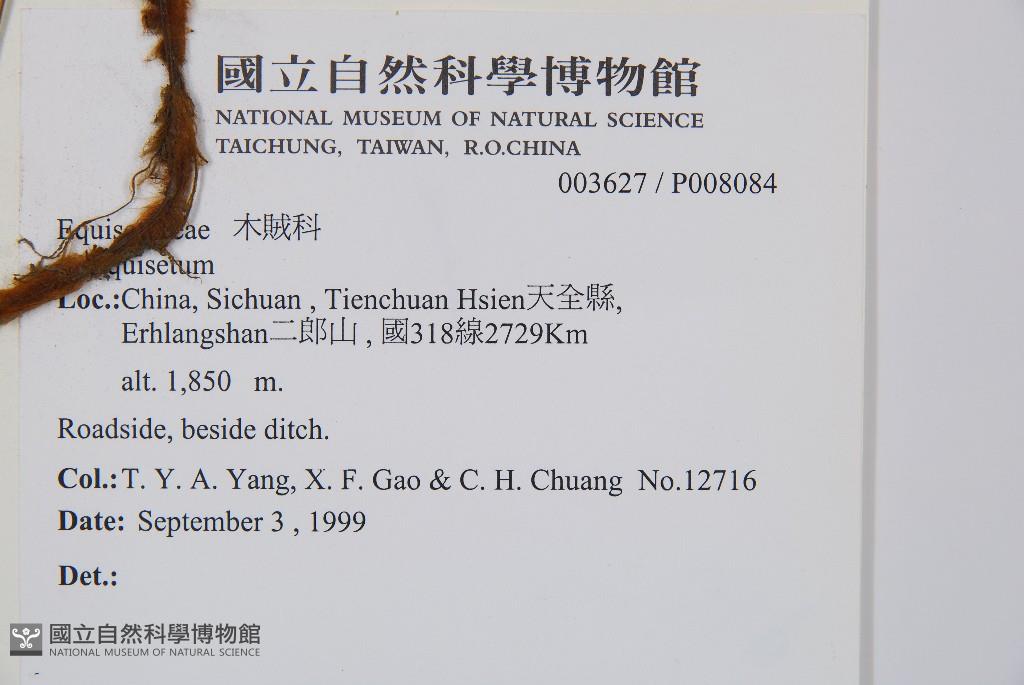 國立自然科學博物館
NATIONAL MUSEUM OF NATURAL SCIENCE
TAICHUNG, TAIWAN, R.O.CHINA
003627 / P008084
木賊科
Loc.:China, Sichuan , Tienchuan Hsien天全縣,
Erhlangshan二郎山 , 國318線2729Km
alt. 1,850 m.
Roadside, beside ditch.
Col.: T. Y. A. Yang, X. F. Gao & C. H. Chuang No.12716
Date: September 3 , 1999
Det.:
國立自然科學博物館
NATIONAL MUSEUM OF NATURAL SCIENCE